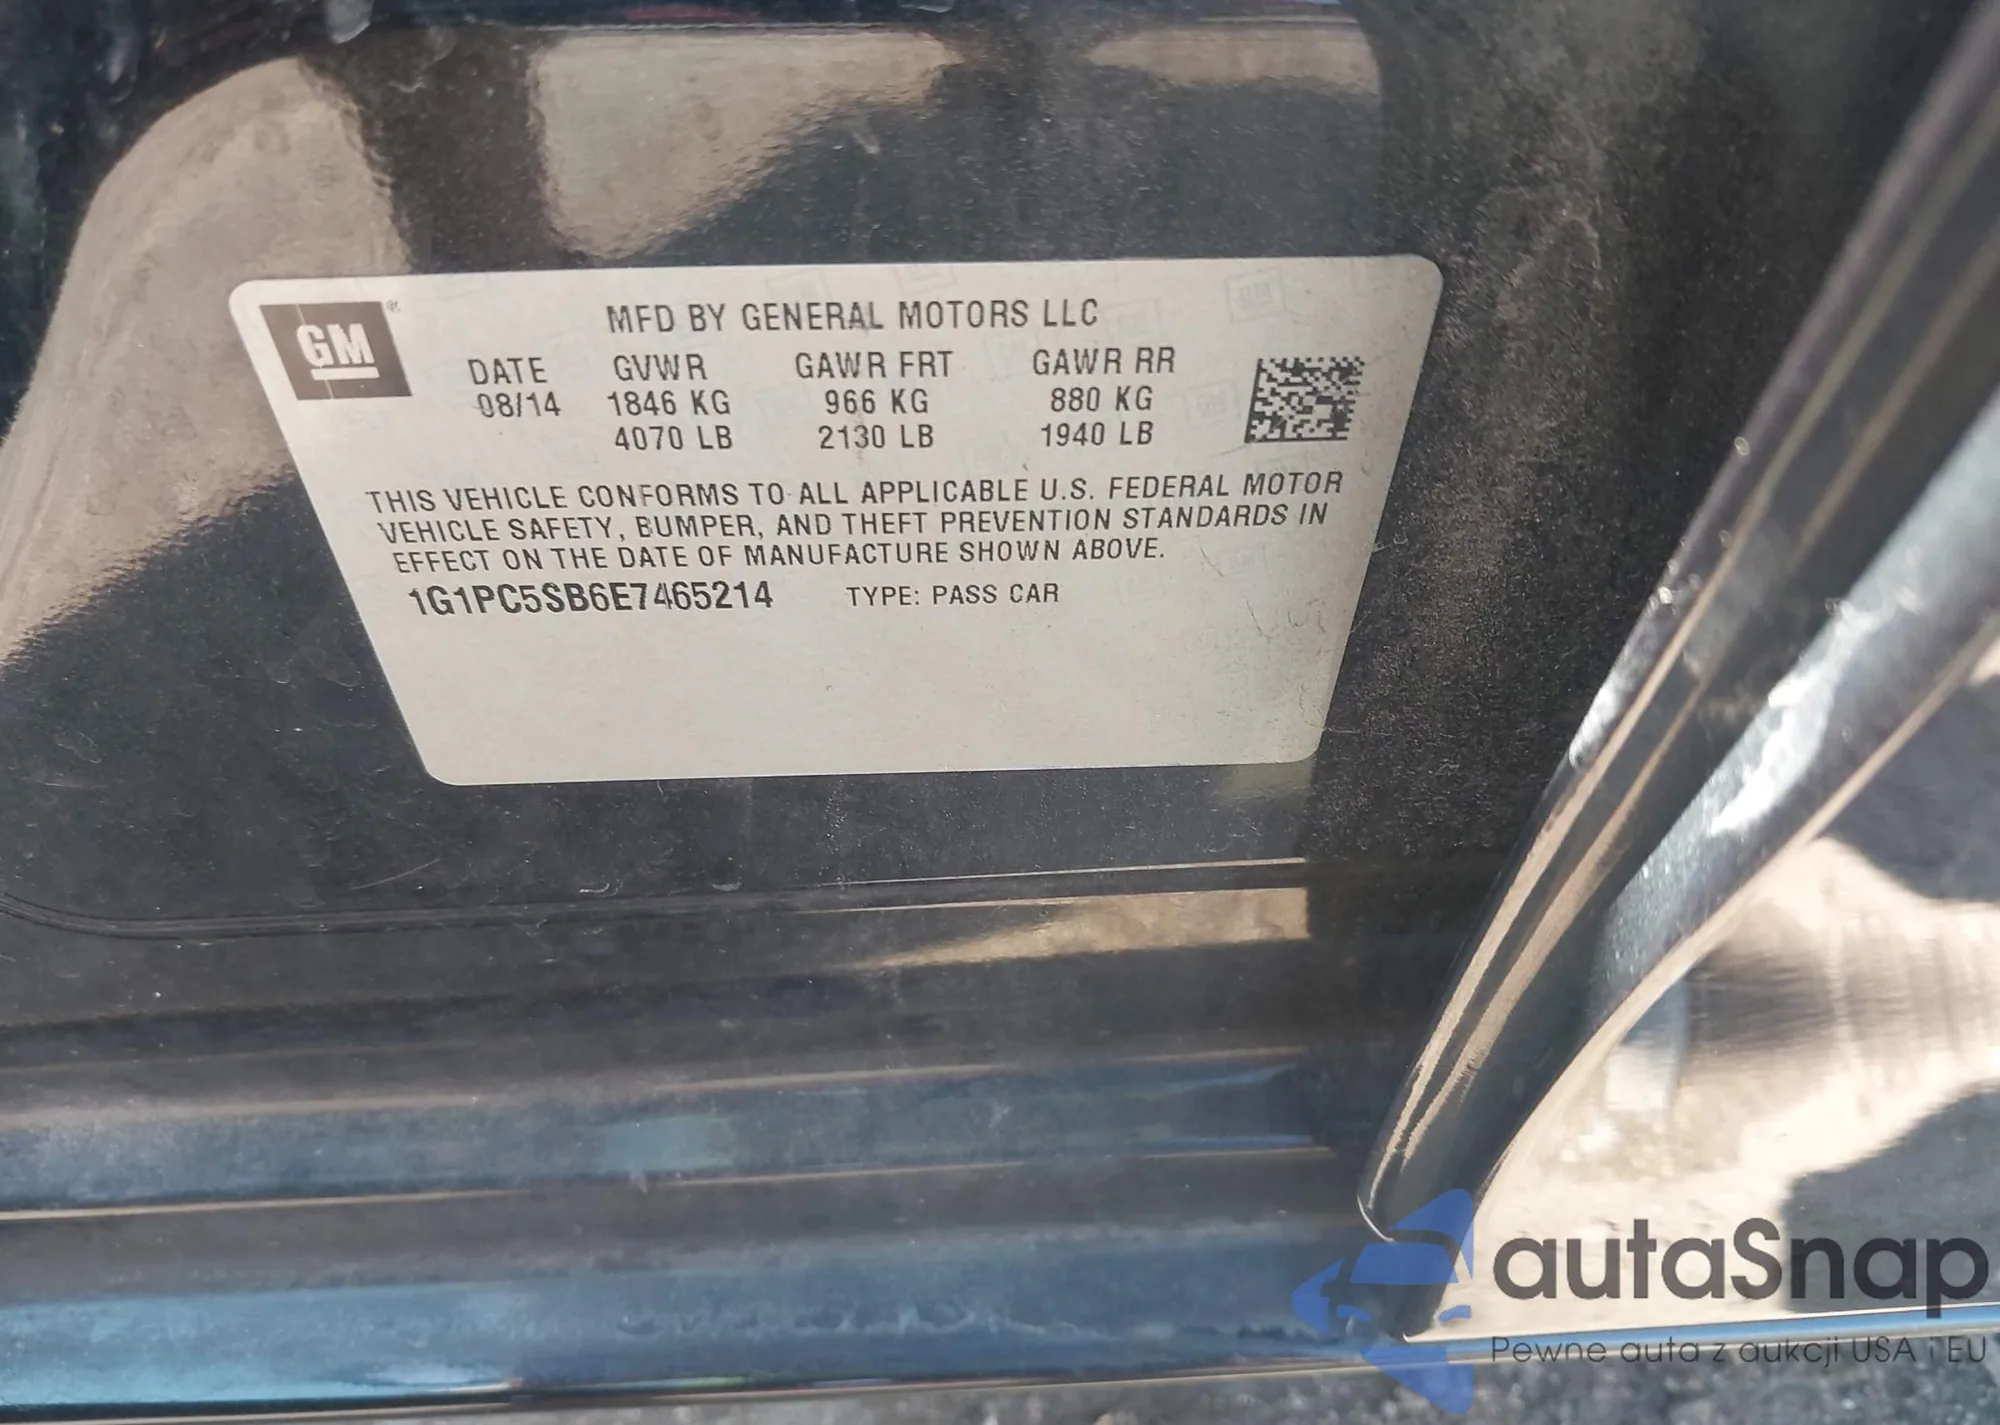 GM
MFD BY GENERAL MOTORS LLC
DATE GVWR GAWR FRT GAWR RR
08/14 1846 KG 966 KG 880 KG
4070 LB 2130 LB 1940 LB
THIS VEHICLE CONFORMS TO ALL APPLICABLE U.S. FEDERAL MOTOR
VEHICLE SAFETY, BUMPER, AND THEFT PREVENTION STANDARDS IN
EFFECT ON THE DATE OF MANUFACTURE SHOWN ABOVE.
1G1PC5SB6E7465214 TYPE: PASS CAR
autaSnap
Pewne auta z aukcji USA i EU